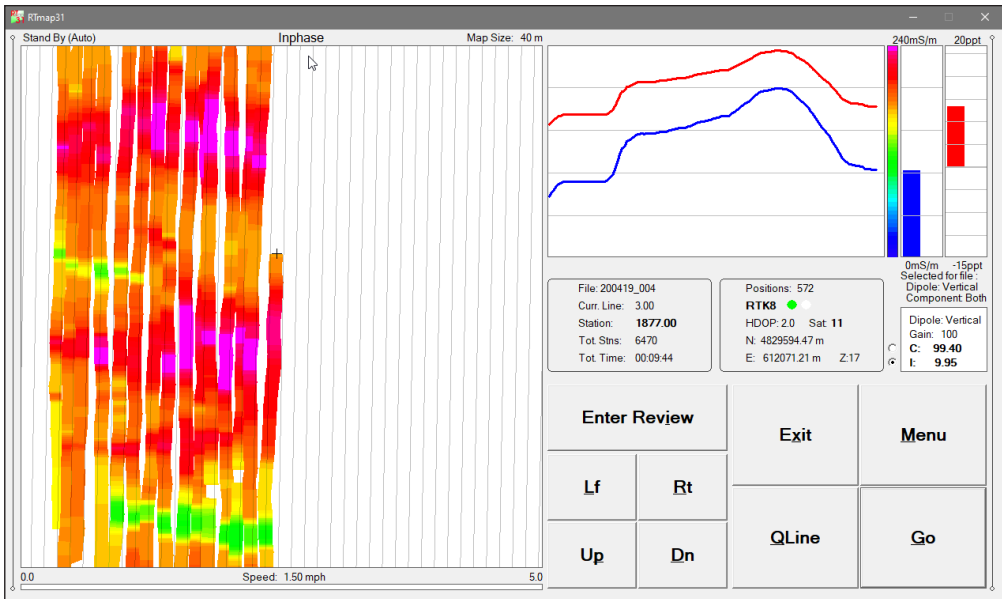 RTmap31
Stand By (Auto)
Inphase
Map Size: 40 m
0.0
Speed: 1.50 mph
5.0
240mS/m
20ppt
0mS/m
-15ppt
Selected for file :
Dipole: Vertical
Component: Both
File: 200419_004
Curr. Line: 3.00
Station: 1877.00
Tot. Stns: 6470
Tot. Time: 00:09:44
Positions: 572
RTK8
HDOP: 2.0 Sat: 11
N: 4829594.47 m
E: 612071.21 m Z:17
Dipole: Vertical
Gain: 100
C: 99.40
I: 9.95
Enter Review
Exit
Menu
Lf
Rt
Up
Dn
QLine
Go